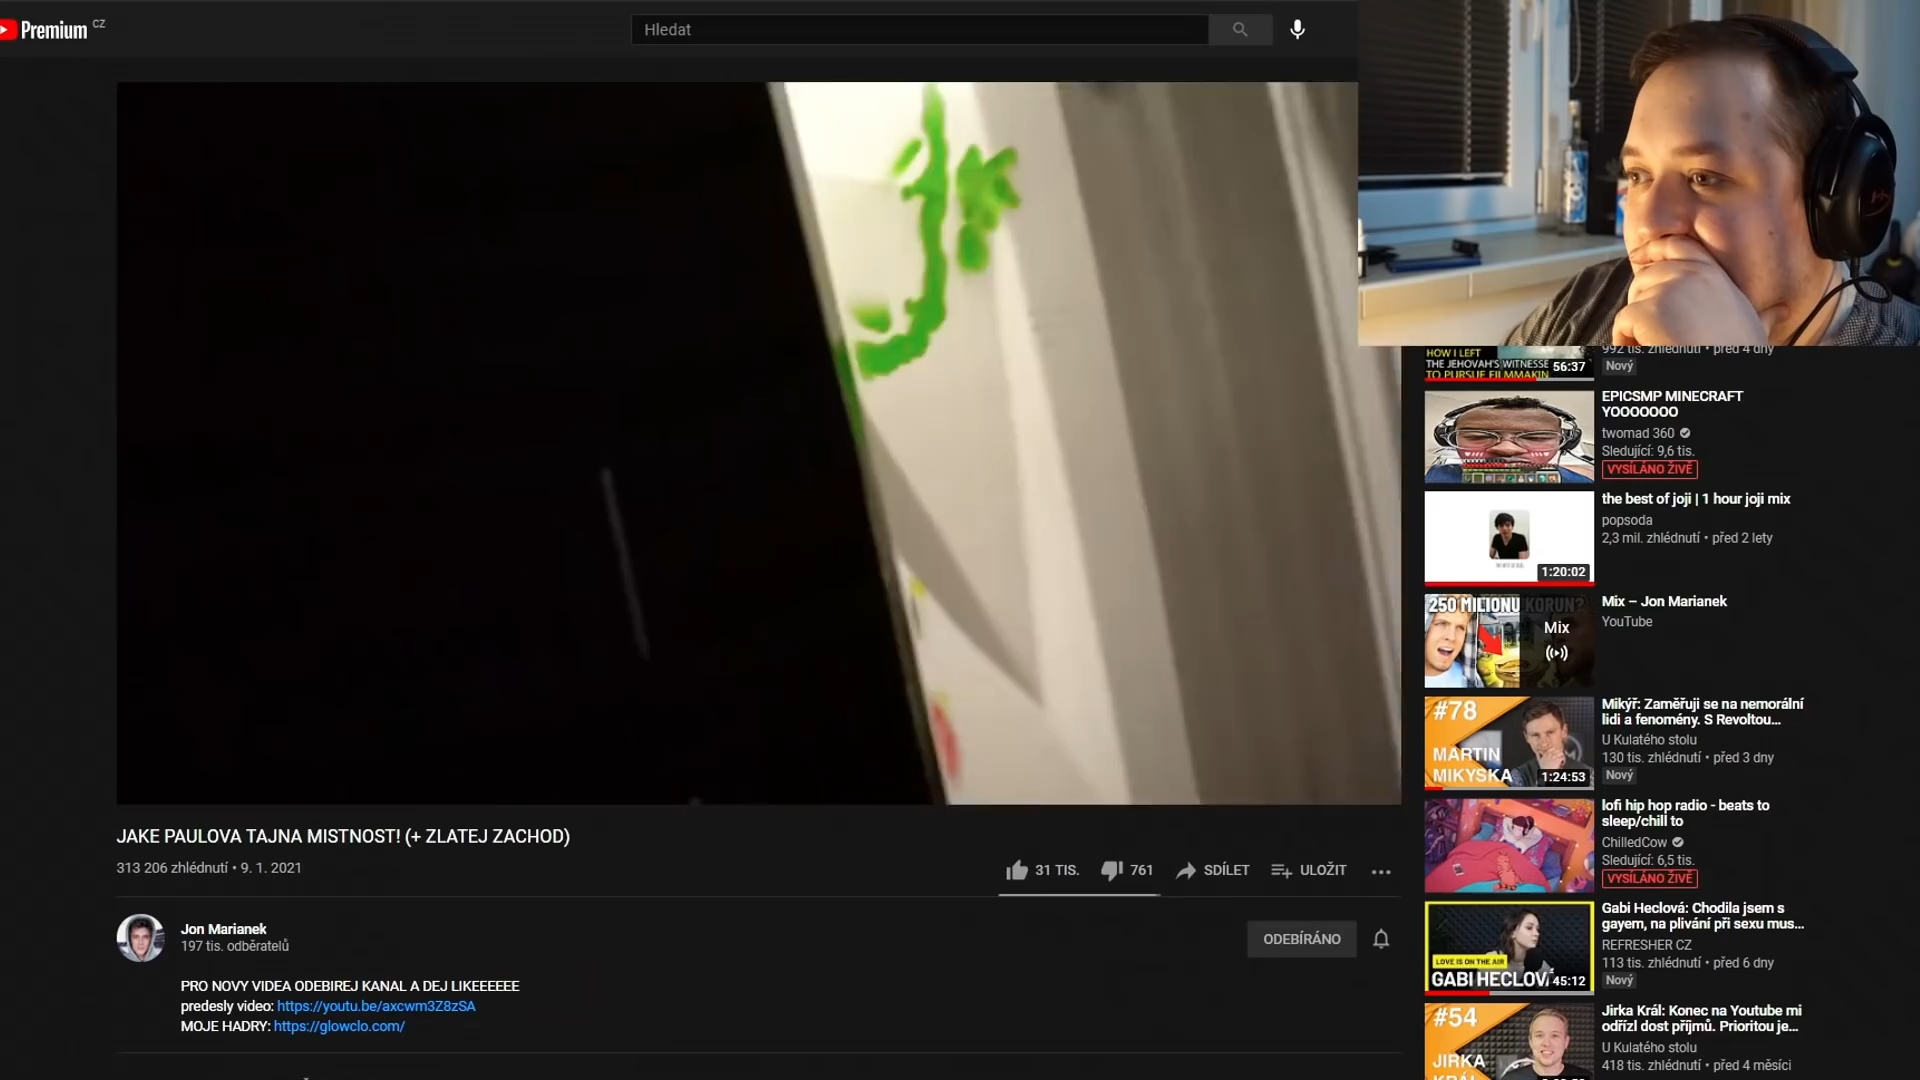 Premium CZ
Hledat
JAKE PAULOVA TAJNA MISTNOST! (+ ZLATEJ ZACHOD)
313 206 zhlédnutí • 9. 1. 2021
31 TIS.
761
SDÍLET
ULOŽIT
Jon Marianek
197 tis. odběratelů
ODEBÍRÁNO
PRO NOVY VIDEA ODEBIREJ KANAL A DEJ LIKEEEEEE
predesly video: https://youtu.be/axcwm3Z8zSA
MOJE HADRY: https://glowclo.com/
HOW I LEFT
THE JEHOVAH'S WITNESSE
TO PURSUE FILMMAKIN
56:37
992 tis. zhlédnutí • před 4 dny
Nový
EPICSMP MINECRAFT
YOOOOOOO
twomad 360
Sledující: 9,6 tis.
VYSÍLÁNO ŽIVĚ
the best of joji | 1 hour joji mix
popsoda
2,3 mil. zhlédnutí • před 2 lety
1:20:02
250 MILIONU KORUN?
Mix
Mix – Jon Marianek
YouTube
#78
MARTIN
MIKYSKA
1:24:53
Mikýř: Zaměřuji se na nemorální
lidi a fenomény. S Revoltou...
U Kulatého stolu
130 tis. zhlédnutí • před 3 dny
Nový
lofi hip hop radio - beats to
sleep/chill to
ChilledCow
Sledující: 6,5 tis.
VYSÍLÁNO ŽIVĚ
LOVE IS ON THE AIR
GABI HECLOVÁ
45:12
Gabi Heclová: Chodila jsem s
gayem, na plivání při sexu mus...
REFRESHER CZ
113 tis. zhlédnutí • před 6 dny
Nový
#54
JIRKA
KRÁL
Jirka Král: Konec na Youtube mi
odřízl dost příjmů. Prioritou je...
U Kulatého stolu
418 tis. zhlédnutí • před 4 měsíci